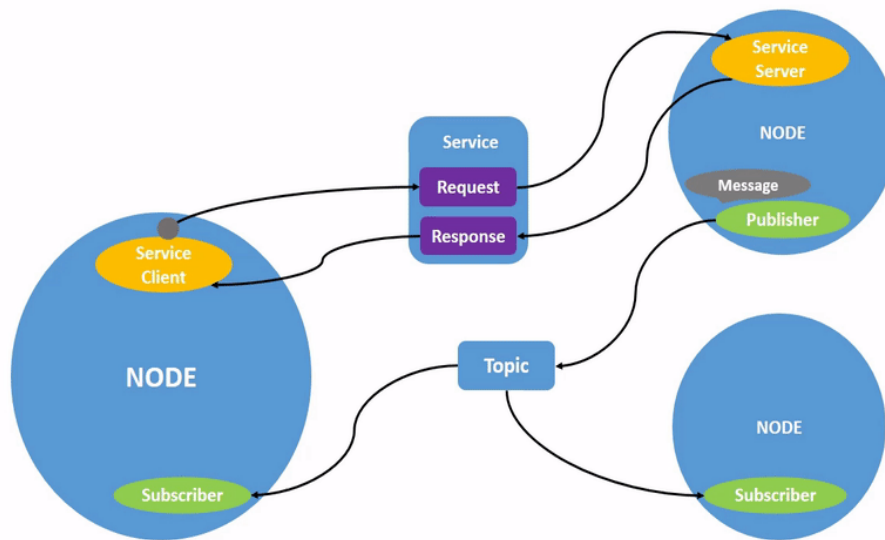 Service
Server
NODE
Message
Publisher
Service
Request
Response
Service
Client
NODE
Subscriber
Topic
NODE
Subscriber